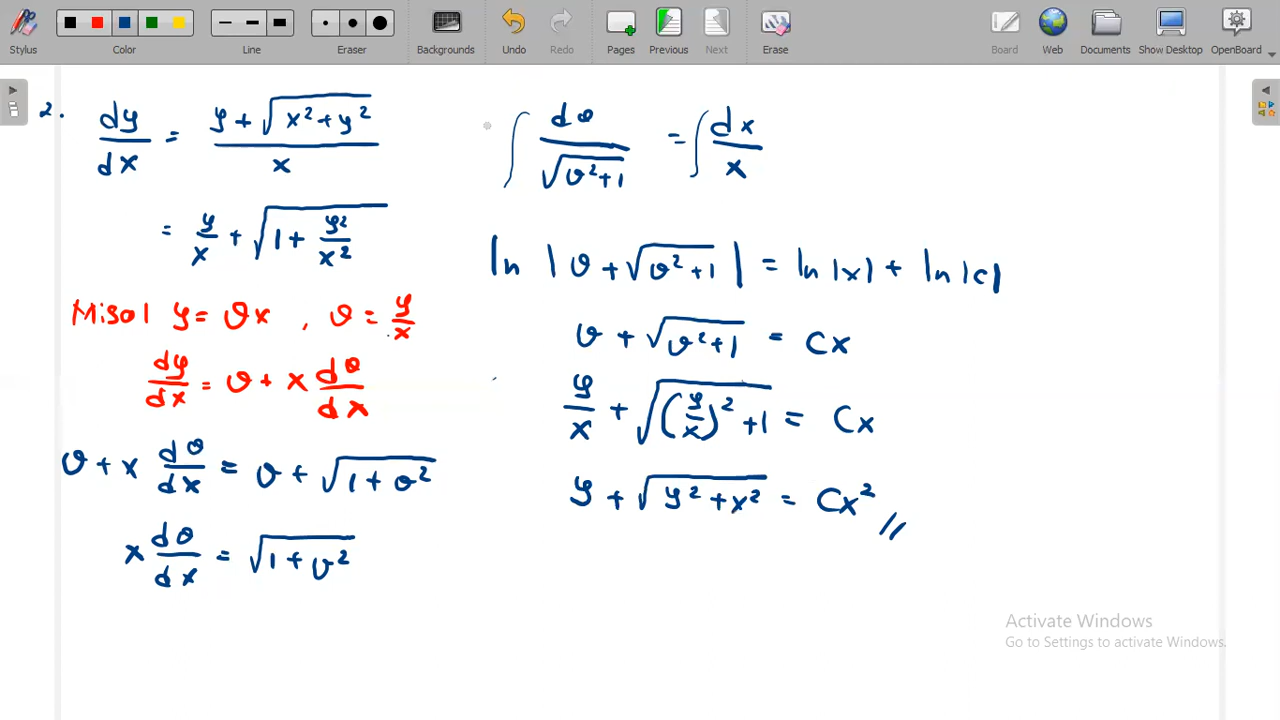 Stylus Color Line Eraser Backgrounds Undo Redo Pages Previous Next Erase Board Web Documents Show Desktop OpenBoard
2. dy/dx = (y + √(x² + y²))/x
= y/x + √(1 + y²/x²)
Misal y = vx , v = y/x
dy/dx = v + x dv/dx
v + x dv/dx = v + √(1 + v²)
x dv/dx = √(1 + v²)
∫ dv/√(v²+1) = ∫ dx/x
ln |v + √(v²+1)| = ln |x| + ln |c|
v + √(v²+1) = Cx
y/x + √((y/x)² + 1) = Cx
y + √(y² + x²) = Cx² //
Activate Windows
Go to Settings to activate Windows.